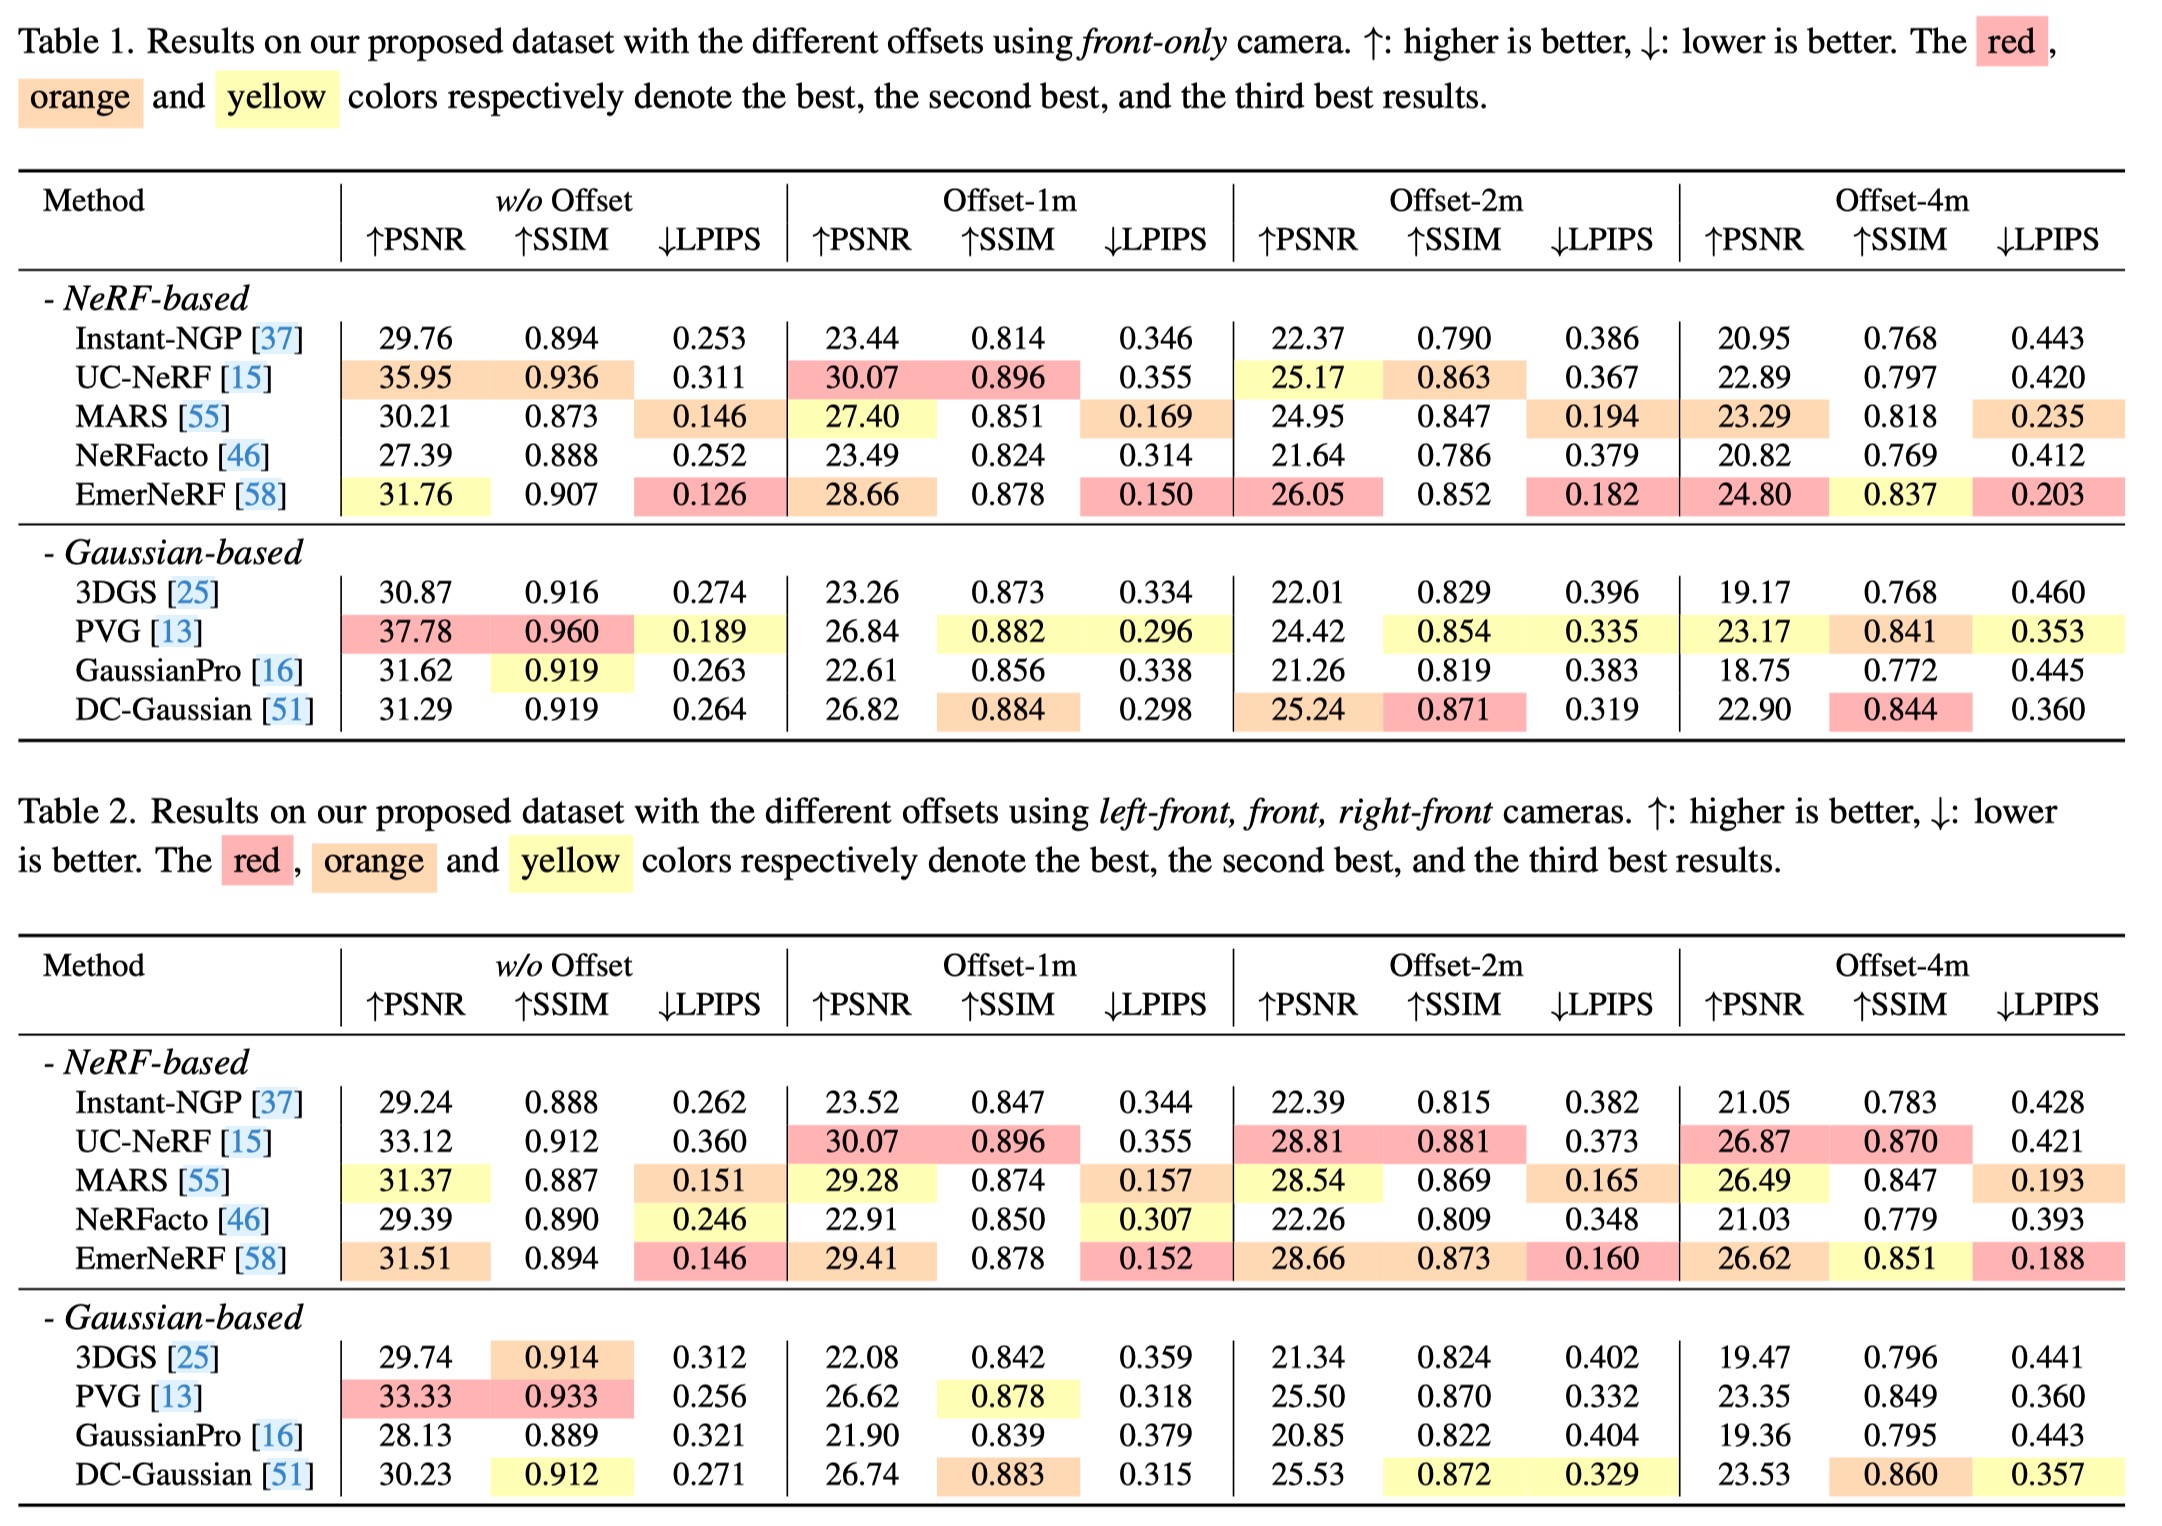 Table 1. Results on our proposed dataset with the different offsets using front-only camera. ↑: higher is better, ↓: lower is better. The red ,
orange and yellow colors respectively denote the best, the second best, and the third best results.
Method w/o Offset Offset-1m Offset-2m Offset-4m
↑PSNR ↑SSIM ↓LPIPS ↑PSNR ↑SSIM ↓LPIPS ↑PSNR ↑SSIM ↓LPIPS ↑PSNR ↑SSIM ↓LPIPS
- NeRF-based
Instant-NGP [37] 29.76 0.894 0.253 23.44 0.814 0.346 22.37 0.790 0.386 20.95 0.768 0.443
UC-NeRF [15] 35.95 0.936 0.311 30.07 0.896 0.355 25.17 0.863 0.367 22.89 0.797 0.420
MARS [55] 30.21 0.873 0.146 27.40 0.851 0.169 24.95 0.847 0.194 23.29 0.818 0.235
NeRFacto [46] 27.39 0.888 0.252 23.49 0.824 0.314 21.64 0.786 0.379 20.82 0.769 0.412
EmerNeRF [58] 31.76 0.907 0.126 28.66 0.878 0.150 26.05 0.852 0.182 24.80 0.837 0.203
- Gaussian-based
3DGS [25] 30.87 0.916 0.274 23.26 0.873 0.334 22.01 0.829 0.396 19.17 0.768 0.460
PVG [13] 37.78 0.960 0.189 26.84 0.882 0.296 24.42 0.854 0.335 23.17 0.841 0.353
GaussianPro [16] 31.62 0.919 0.263 22.61 0.856 0.338 21.26 0.819 0.383 18.75 0.772 0.445
DC-Gaussian [51] 31.29 0.919 0.264 26.82 0.884 0.298 25.24 0.871 0.319 22.90 0.844 0.360
Table 2. Results on our proposed dataset with the different offsets using left-front, front, right-front cameras. ↑: higher is better, ↓: lower
is better. The red , orange and yellow colors respectively denote the best, the second best, and the third best results.
Method w/o Offset Offset-1m Offset-2m Offset-4m
↑PSNR ↑SSIM ↓LPIPS ↑PSNR ↑SSIM ↓LPIPS ↑PSNR ↑SSIM ↓LPIPS ↑PSNR ↑SSIM ↓LPIPS
- NeRF-based
Instant-NGP [37] 29.24 0.888 0.262 23.52 0.847 0.344 22.39 0.815 0.382 21.05 0.783 0.428
UC-NeRF [15] 33.12 0.912 0.360 30.07 0.896 0.355 28.81 0.881 0.373 26.87 0.870 0.421
MARS [55] 31.37 0.887 0.151 29.28 0.874 0.157 28.54 0.869 0.165 26.49 0.847 0.193
NeRFacto [46] 29.39 0.890 0.246 22.91 0.850 0.307 22.26 0.809 0.348 21.03 0.779 0.393
EmerNeRF [58] 31.51 0.894 0.146 29.41 0.878 0.152 28.66 0.873 0.160 26.62 0.851 0.188
- Gaussian-based
3DGS [25] 29.74 0.914 0.312 22.08 0.842 0.359 21.34 0.824 0.402 19.47 0.796 0.441
PVG [13] 33.33 0.933 0.256 26.62 0.878 0.318 25.50 0.870 0.332 23.35 0.849 0.360
GaussianPro [16] 28.13 0.889 0.321 21.90 0.839 0.379 20.85 0.822 0.404 19.36 0.795 0.443
DC-Gaussian [51] 30.23 0.912 0.271 26.74 0.883 0.315 25.53 0.872 0.329 23.53 0.860 0.357